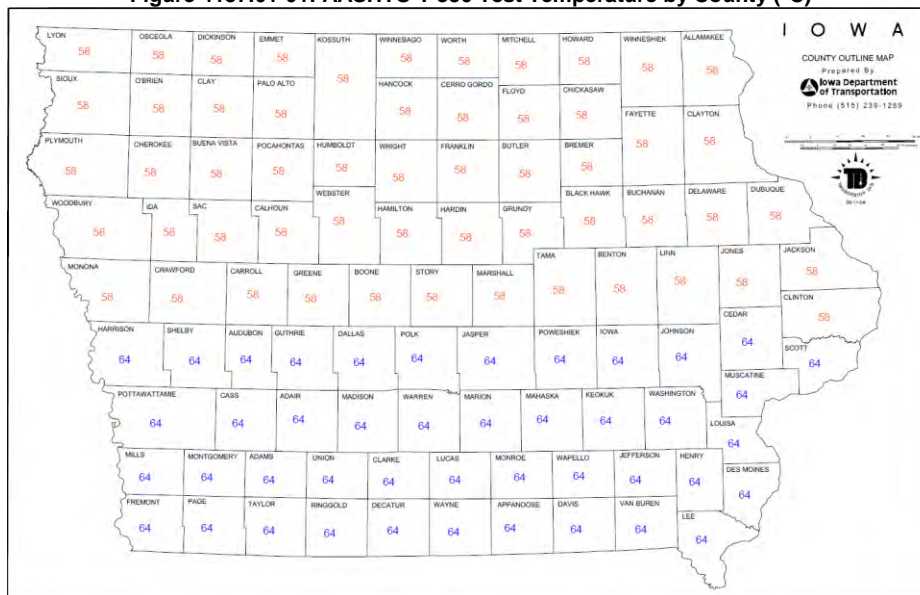 AASHTO T 350 Test Temperature by County (°C)
I O W A
COUNTY OUTLINE MAP
Prepared By
Iowa Department
of Transportation
Phone (515) 239-1289
LYON OSCEOLA DICKINSON EMMET KOSSUTH WINNEBAGO WORTH MITCHELL HOWARD WINNESHIEK ALLAMAKEE
58 58 58 58 58 58 58 58 58 58 58
SIOUX O'BRIEN CLAY PALO ALTO HANCOCK CERRO GORDO FLOYD CHICKASAW
58 58 58 58 58 58 58 58
FAYETTE CLAYTON
58 58
PLYMOUTH CHEROKEE BUENA VISTA POCAHONTAS HUMBOLDT WRIGHT FRANKLIN BUTLER BREMER
58 58 58 58 58 58 58 58 58
WOODBURY IDA SAC CALHOUN WEBSTER HAMILTON HARDIN GRUNDY BLACK HAWK BUCHANAN DELAWARE DUBUQUE
58 58 58 58 58 58 58 58 58 58 58 58
MONONA CRAWFORD CARROLL GREENE BOONE STORY MARSHALL TAMA BENTON LINN JONES JACKSON
58 58 58 58 58 58 58 58 58 58 58 58
CLINTON
58
HARRISON SHELBY AUDUBON GUTHRIE DALLAS POLK JASPER POWESHIEK IOWA JOHNSON CEDAR SCOTT
64 64 64 64 64 64 64 64 64 64 64 64
MUSCATINE
64
POTTAWATTAMIE CASS ADAIR MADISON WARREN MARION MAHASKA KEOKUK WASHINGTON LOUISA
64 64 64 64 64 64 64 64 64 64
MILLS MONTGOMERY ADAMS UNION CLARKE LUCAS MONROE WAPELLO JEFFERSON HENRY DES MOINES
64 64 64 64 64 64 64 64 64 64 64
FREMONT PAGE TAYLOR RINGGOLD DECATUR WAYNE APPANOOSE DAVIS VAN BUREN LEE
64 64 64 64 64 64 64 64 64 64